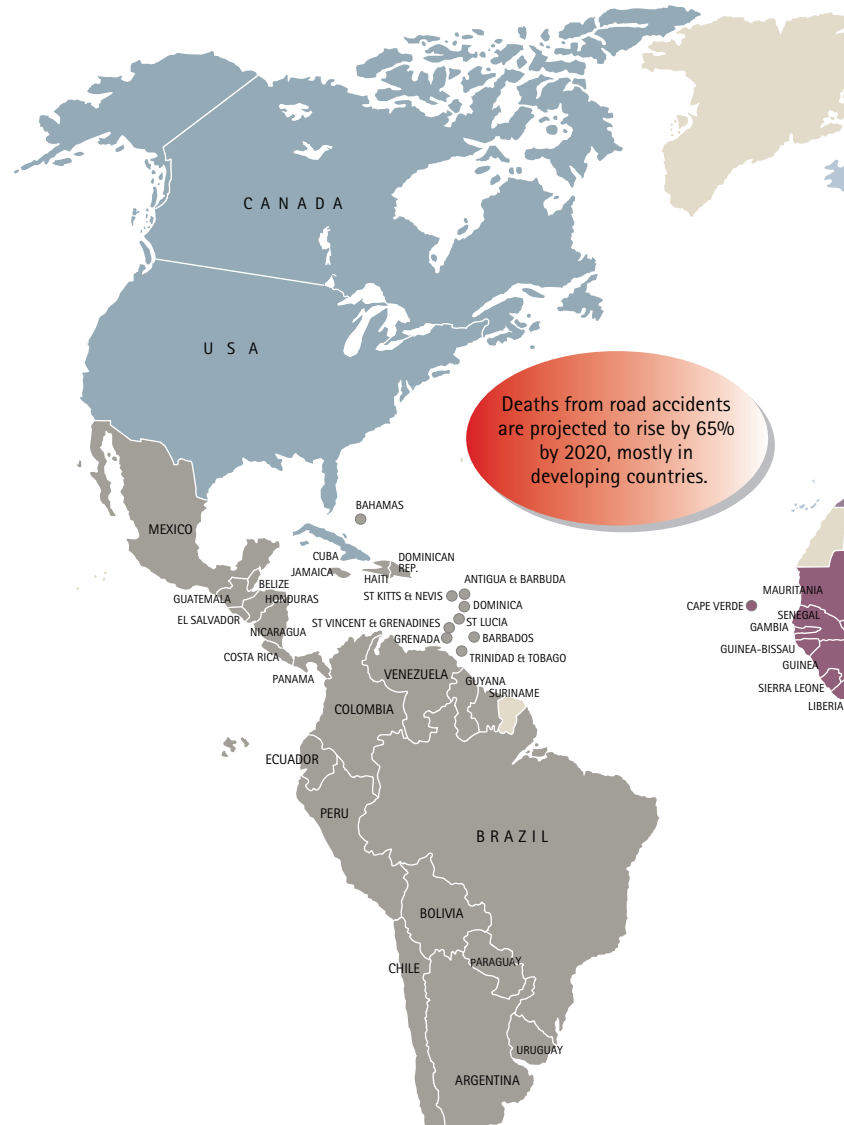 CANADA
USA
Deaths from road accidents
are projected to rise by 65%
by 2020, mostly in
developing countries.
BAHAMAS
MEXICO
CUBA
DOMINICAN
REP.
JAMAICA
HAITI
BELIZE
ANTIGUA & BARBUDA
GUATEMALA
HONDURAS
ST KITTS & NEVIS
DOMINICA
EL SALVADOR
ST VINCENT & GRENADINES
ST LUCIA
NICARAGUA
GRENADA
BARBADOS
COSTA RICA
TRINIDAD & TOBAGO
PANAMA
VENEZUELA
GUYANA
SURINAME
COLOMBIA
MAURITANIA
CAPE VERDE
SENEGAL
GAMBIA
GUINEA-BISSAU
GUINEA
SIERRA LEONE
LIBERIA
ECUADOR
PERU
BRAZIL
BOLIVIA
CHILE
PARAGUAY
URUGUAY
ARGENTINA